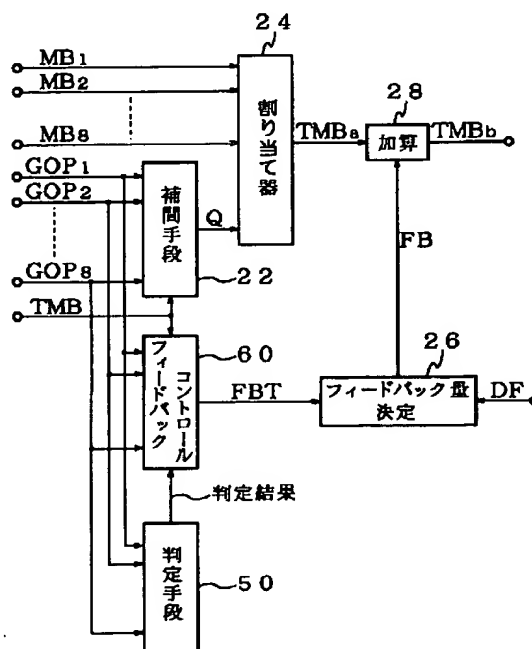 24
MB1
MB2
MB8
割り当て器
28
TMBa
加算
TMBb
GOP1
GOP2
GOP8
補間手段
Q
22
FB
TMB
60
フィードバック
コントロール
FBT
26
フィードバック量
決定
DF
判定結果
判定手段
50